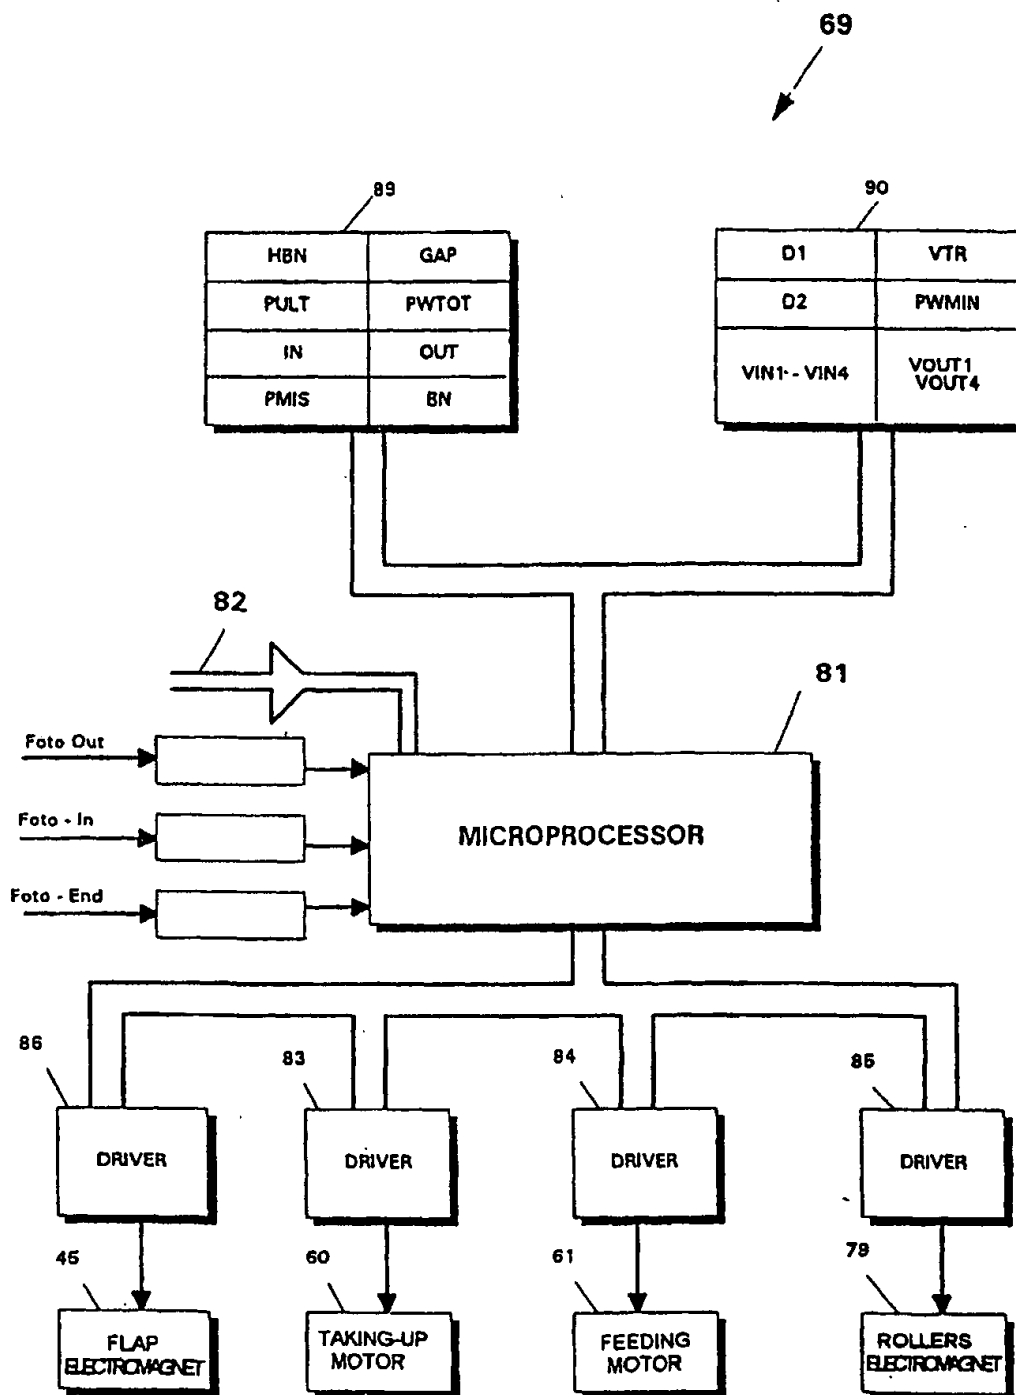 69
89
90
HBN GAP
PULT PWTOT
IN OUT
PMIS BN
D1 VTR
D2 PWMIN
VIN1 - VIN4 VOUT1
VOUT4
82
81
Foto Out
Foto - In
Foto - End
MICROPROCESSOR
86
83
84
85
DRIVER
DRIVER
DRIVER
DRIVER
45
60
61
79
FLAP
ELECTROMAGNET
TAKING-UP
MOTOR
FEEDING
MOTOR
ROLLERS
ELECTROMAGNET